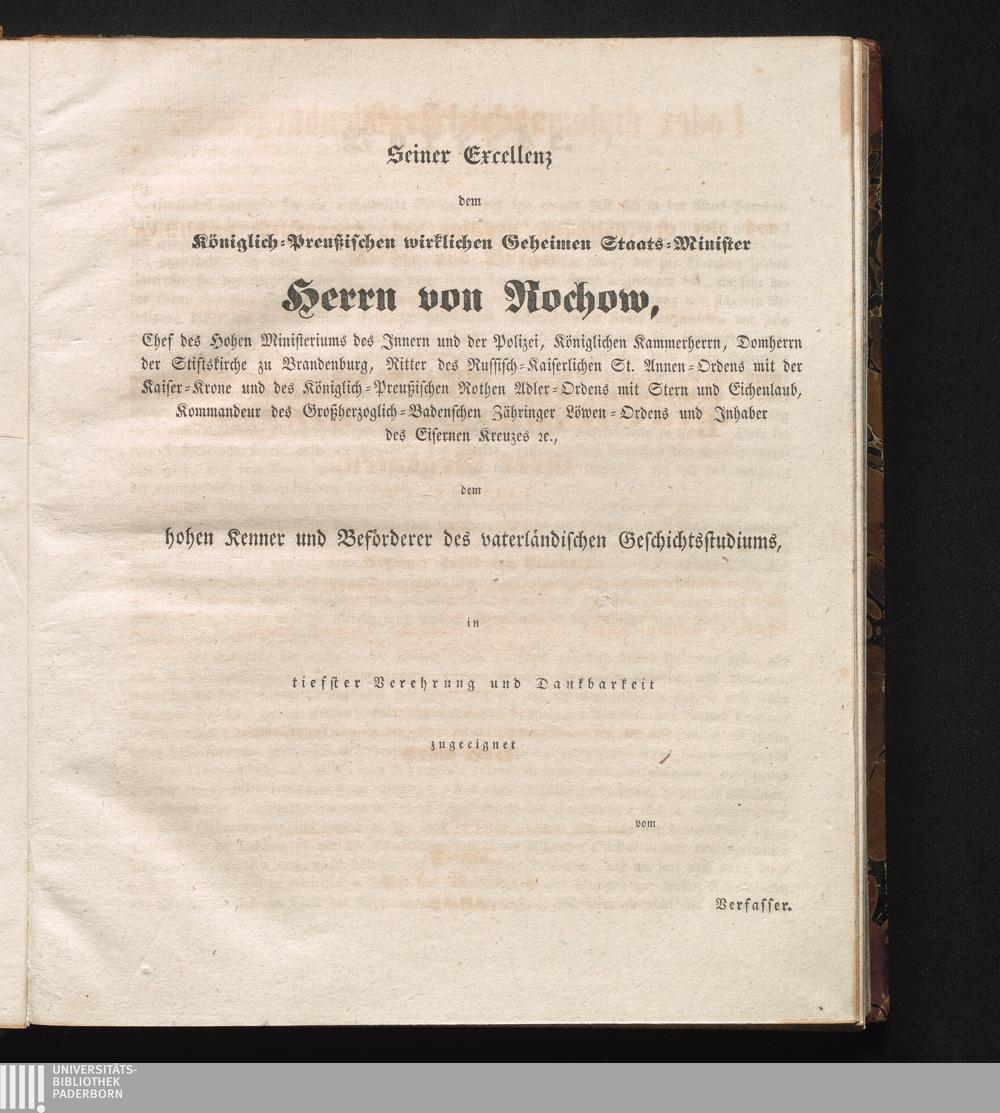 Seiner Excellenz
dem
Königlich-Preußischen wirklichen Geheimen Staats-Minister
Herrn von Rochow,
Chef des Hohen Ministeriums des Innern und der Polizei, Königlichen Kammerherrn, Domherrn
der Stiftskirche zu Brandenburg, Ritter des Russisch-Kaiserlichen St. Annen-Ordens mit der
Kaiser-Krone und des Königlich-Preußischen Rothen Adler-Ordens mit Stern und Eichenlaub,
Kommandeur des Großherzoglich-Badenschen Zähringer Löwen-Ordens und Inhaber
des Eisernen Kreuzes ꝛc.,
dem
hohen Kenner und Beförderer des vaterländischen Geschichtsstudiums,
in
tiefster Verehrung und Dankbarkeit
zugeeignet
vom
Verfasser.
UNIVERSITÄTS-
BIBLIOTHEK
PADERBORN